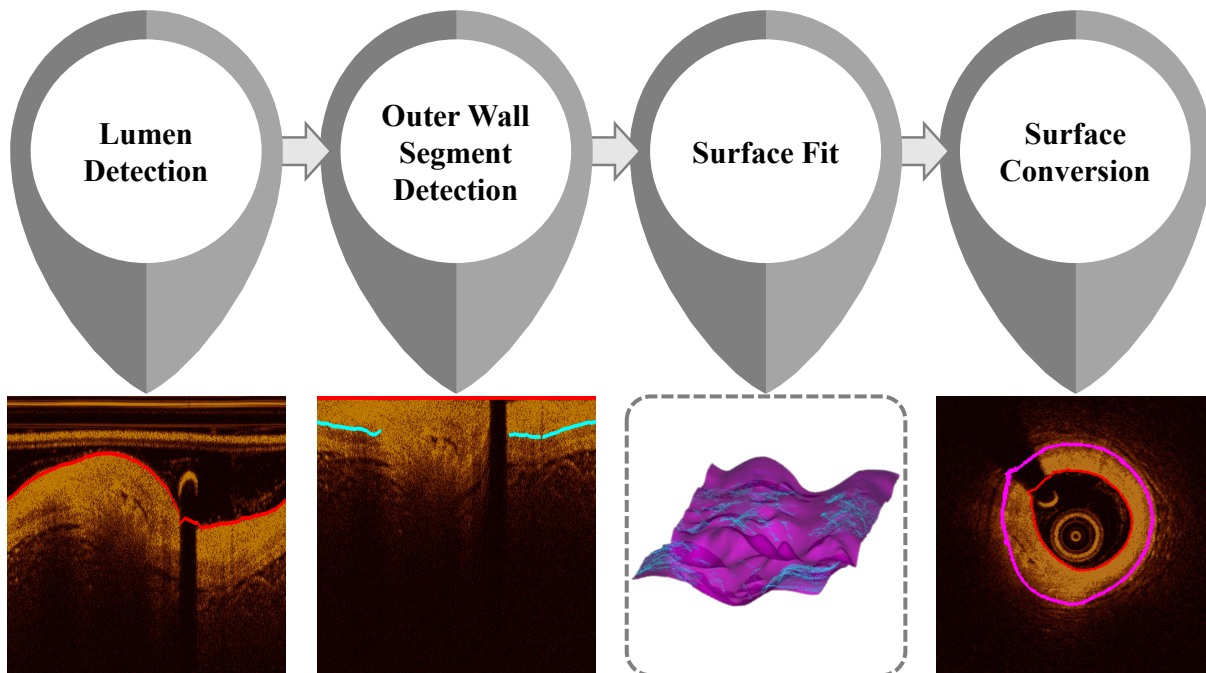 Lumen
Detection
Outer Wall
Segment
Detection
Surface Fit
Surface
Conversion